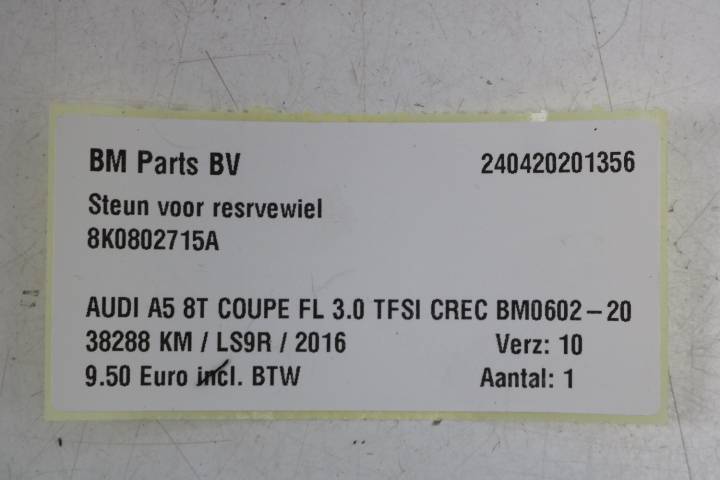 BM Parts BV 240420201356
Steun voor resrvewiel
8K0802715A
AUDI A5 8T COUPE FL 3.0 TFSI CREC BM0602-20
38288 KM / LS9R / 2016 Verz: 10
9.50 Euro incl. BTW Aantal: 1